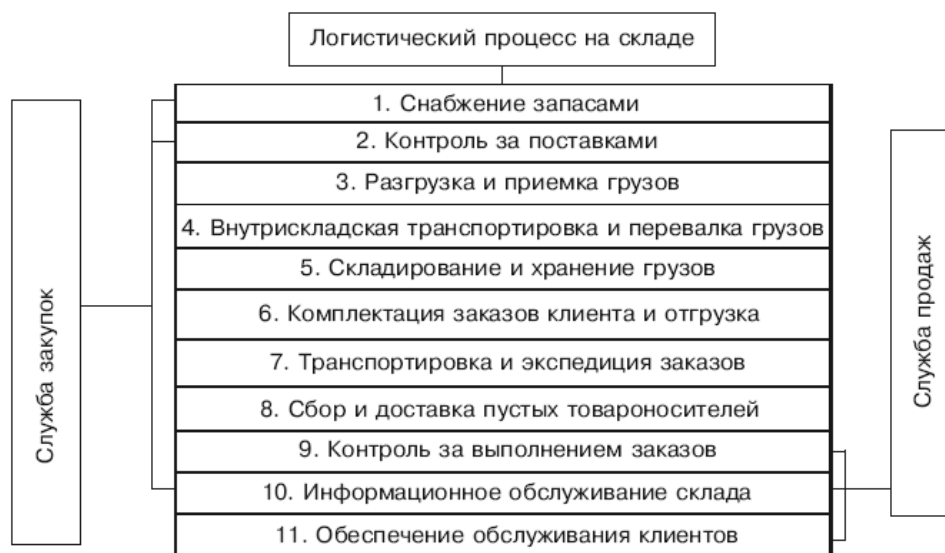 Логистический процесс на складе
1. Снабжение запасами
2. Контроль за поставками
3. Разгрузка и приемка грузов
4. Внутрискладская транспортировка и перевалка грузов
5. Складирование и хранение грузов
6. Комплектация заказов клиента и отгрузка
7. Транспортировка и экспедиция заказов
8. Сбор и доставка пустых товароносителей
9. Контроль за выполнением заказов
10. Информационное обслуживание склада
11. Обеспечение обслуживания клиентов
Служба закупок
Служба продаж